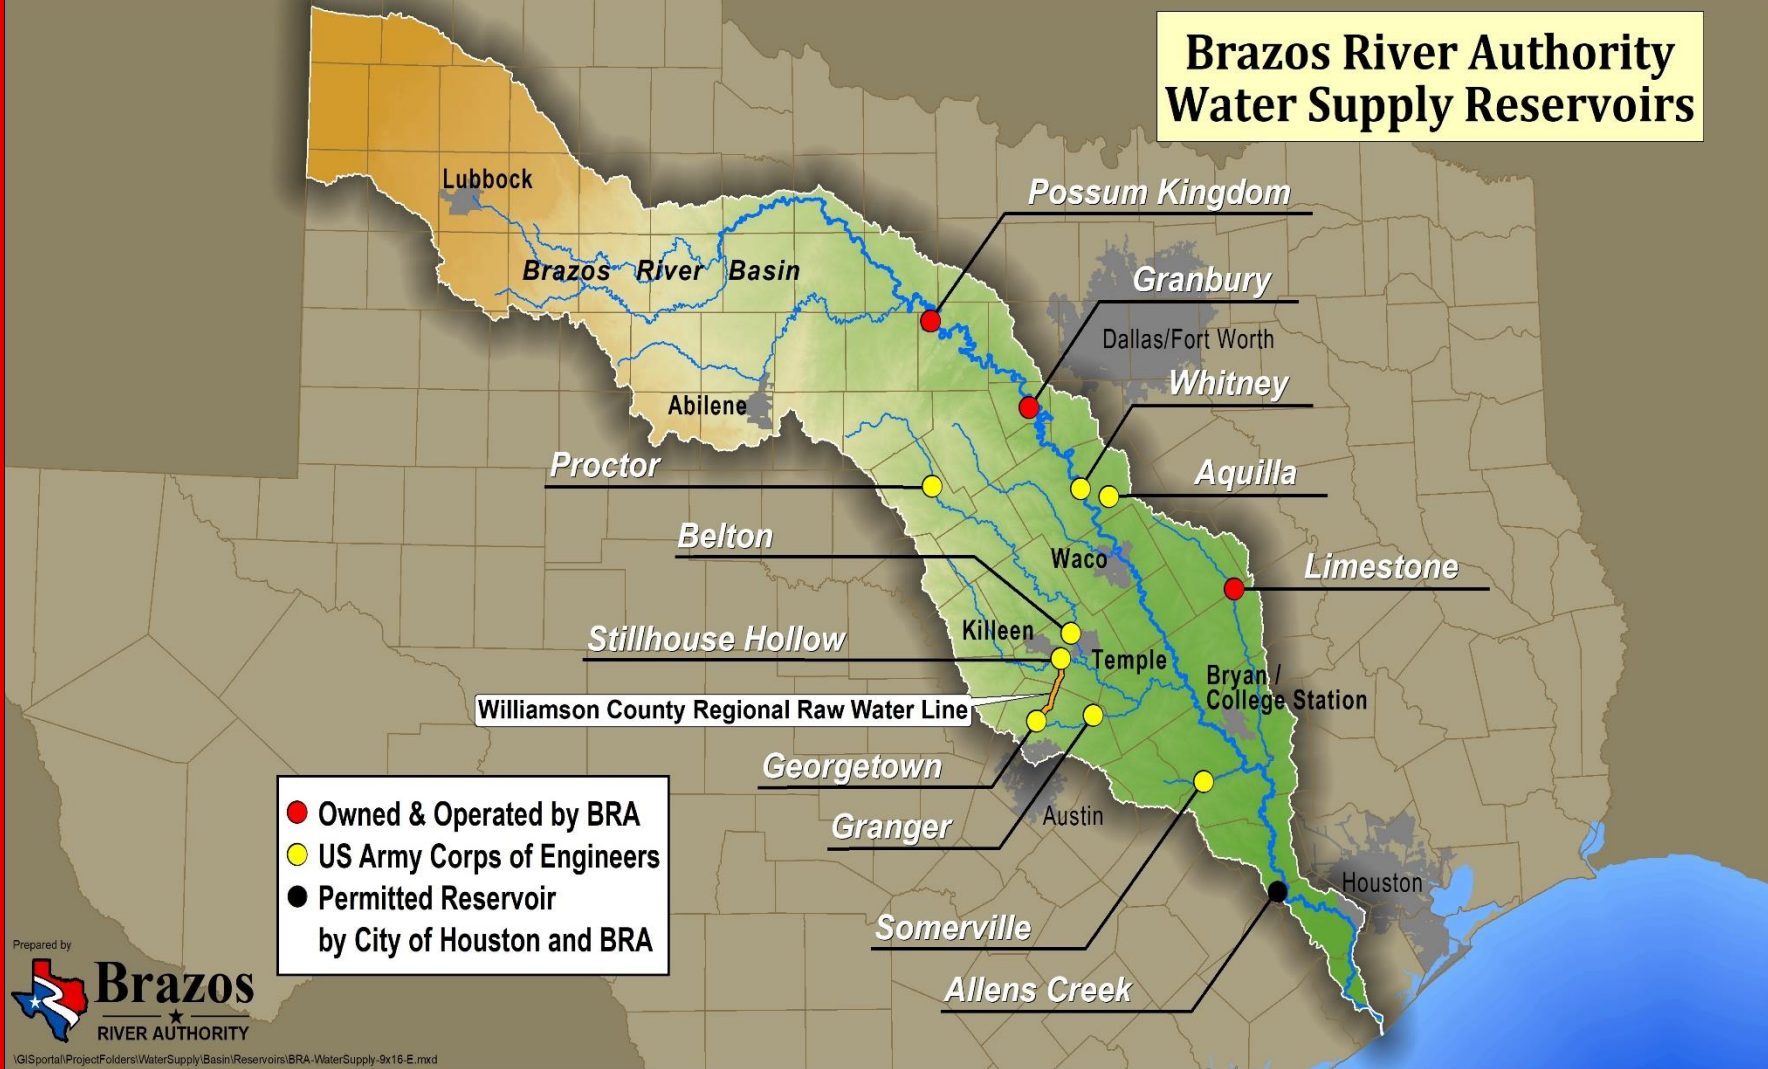 Brazos River Authority
Water Supply Reservoirs
Lubbock
Possum Kingdom
Brazos River Basin
Granbury
Dallas/Fort Worth
Whitney
Abilene
Proctor
Aquilla
Belton
Waco
Limestone
Killeen
Stillhouse Hollow
Temple
Bryan /
College Station
Williamson County Regional Raw Water Line
Georgetown
Austin
Granger
Houston
Somerville
Allens Creek
Owned & Operated by BRA
US Army Corps of Engineers
Permitted Reservoir
by City of Houston and BRA
Prepared by
Brazos
RIVER AUTHORITY
\GISportal\ProjectFolders\WaterSupply\Basin\Reservoirs\BRA-WaterSupply-9x16-E.mxd